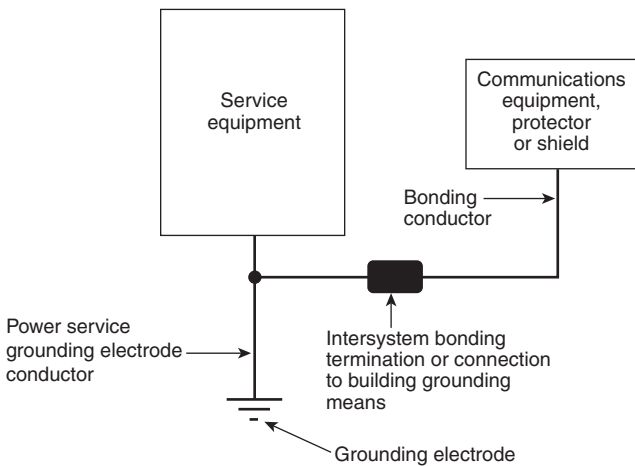 Service
equipment
Communications
equipment,
protector
or shield
Bonding
conductor
Power service
grounding electrode
conductor
Intersystem bonding
termination or connection
to building grounding
means
Grounding electrode